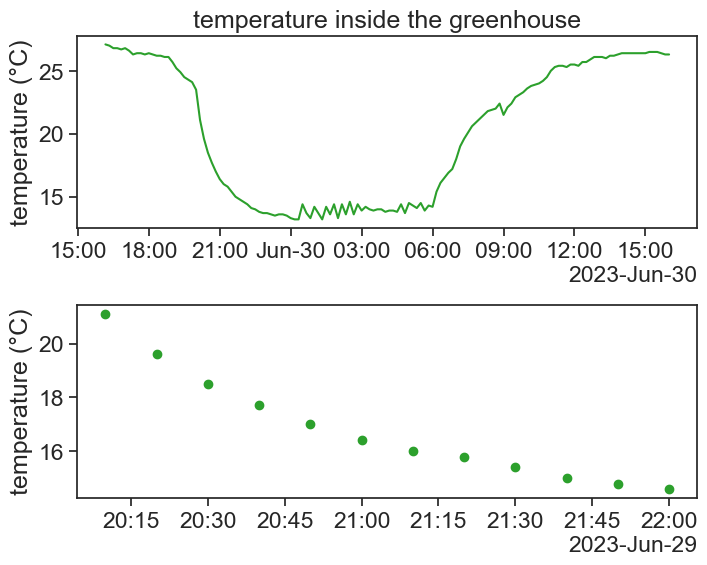 temperature inside the greenhouse
temperature (°C)
25
20
15
15:00 18:00 21:00 Jun-30 03:00 06:00 09:00 12:00 15:00
2023-Jun-30
temperature (°C)
20
18
16
20:15 20:30 20:45 21:00 21:15 21:30 21:45 22:00
2023-Jun-29